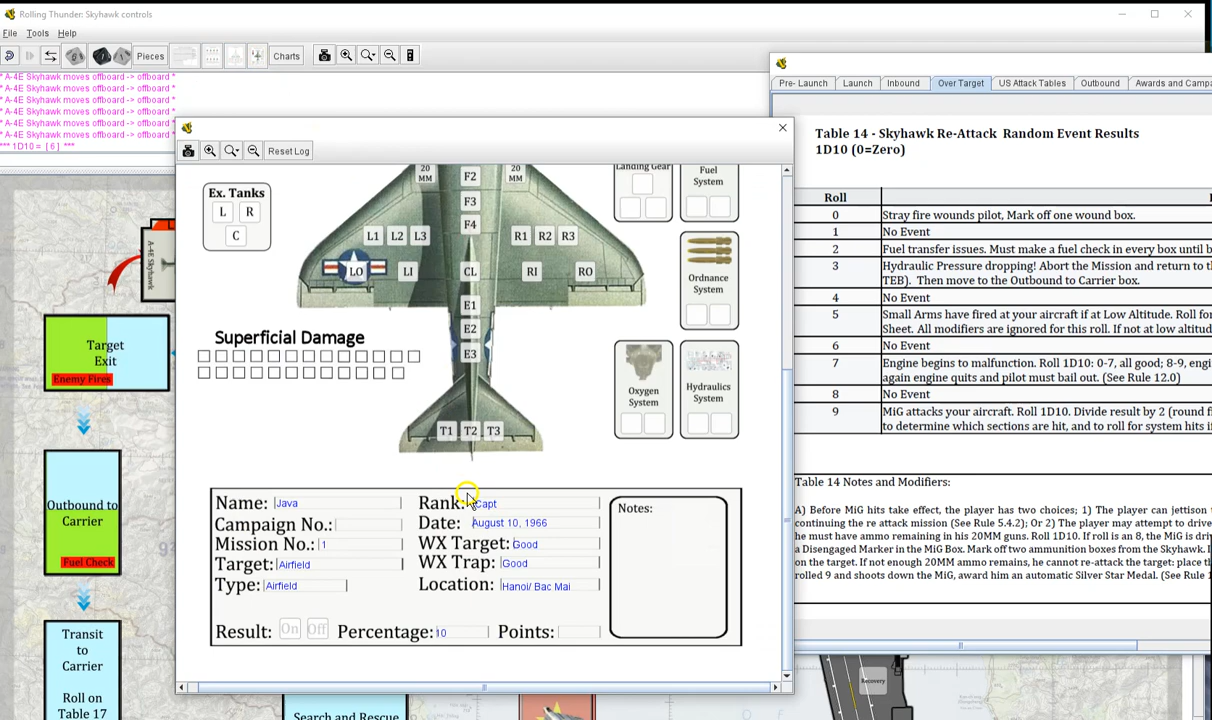 Rolling Thunder: Skyhawk controls
File Tools Help
Pieces
Charts
* A-4E Skyhawk moves offboard -> offboard *
* A-4E Skyhawk moves offboard -> offboard *
* A-4E Skyhawk moves offboard -> offboard *
* A-4E Skyhawk moves offboard -> offboard *
* A-4E Skyhawk moves offboard -> offboard *
* A-4E Skyhawk moves offboard -> offboard *
*** 1D10 = [ 6 ] ***
A-4E Skyhawk
Target
Exit
Enemy Fires
Outbound to
Carrier
Fuel Check
Transit
to
Carrier
Roll on
Table 17
Search and Rescue
Recovery
Reset Log
Ex. Tanks
L R
C
20
MM
20
MM
F2
F3
F4
L1 L2 L3
R1 R2 R3
LO LI CL RI RO
E1
E2
E3
T1 T2 T3
Landing Gear
Fuel
System
Ordnance
System
Oxygen
System
Hydraulics
System
Superficial Damage
Name: Java
Rank: Capt
Campaign No.:
Date: August 10, 1966
Mission No.: 1
WX Target: Good
Target: Airfield
WX Trap: Good
Type: Airfield
Location: Hanoi/ Bac Mai
Result: On Off Percentage: 10 Points:
Notes:
Pre- Launch Launch Inbound Over Target US Attack Tables Outbound Awards and Campa
Table 14 - Skyhawk Re-Attack Random Event Results
1D10 (0=Zero)
Roll
0 Stray fire wounds pilot, Mark off one wound box.
1 No Event
2 Fuel transfer issues. Must make a fuel check in every box until b
3 Hydraulic Pressure dropping! Abort the Mission and return to th
TEB). Then move to the Outbound to Carrier box.
4 No Event
5 Small Arms have fired at your aircraft if at Low Altitude. Roll for
Sheet. All modifiers are ignored for this roll. If not at low altitud
6 No Event
7 Engine begins to malfunction. Roll 1D10: 0-7, all good; 8-9, engi
again engine quits and pilot must bail out. (See Rule 12.0)
8 No Event
9 MiG attacks your aircraft. Roll 1D10. Divide result by 2 (round f
to determine which sections are hit, and to roll for system hits i
Table 14 Notes and Modifiers:
A) Before MiG hits take effect, the player has two choices; 1) The player can jettison
continuing the re attack mission (See Rule 5.4.2); Or 2) The player may attempt to drive
he must have ammo remaining in his 20MM guns. Roll 1D10. If roll is an 8, the MiG is dri
a Disengaged Marker in the MiG Box. Mark off two ammunition boxes from the Skyhawk. I
on the target. If not enough 20MM ammo remains, he cannot re-attack the target: place th
rolled 9 and shoots down the MiG, award him an automatic Silver Star Medal. (See Rule 1